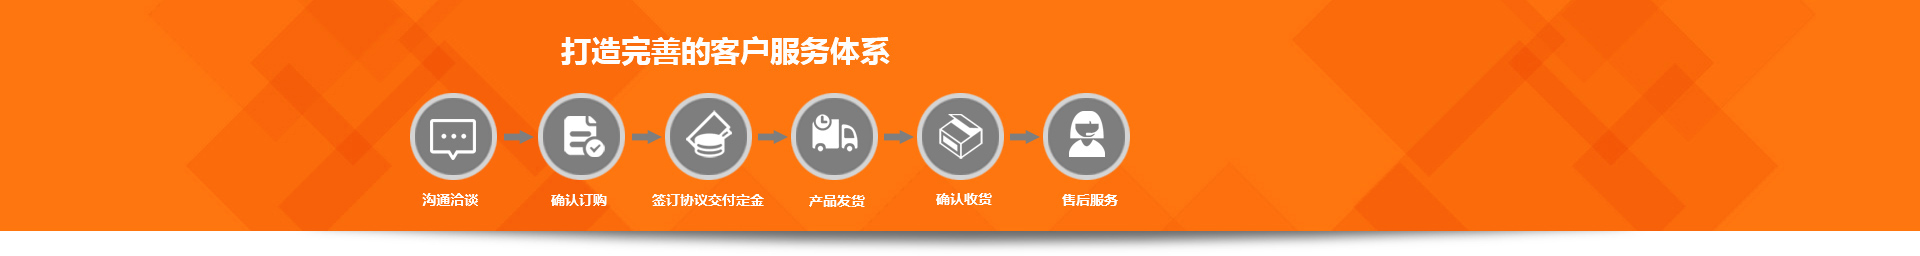 打造完善的客户服务体系
沟通洽谈
确认订购
签订协议交付定金
产品发货
确认收货
售后服务